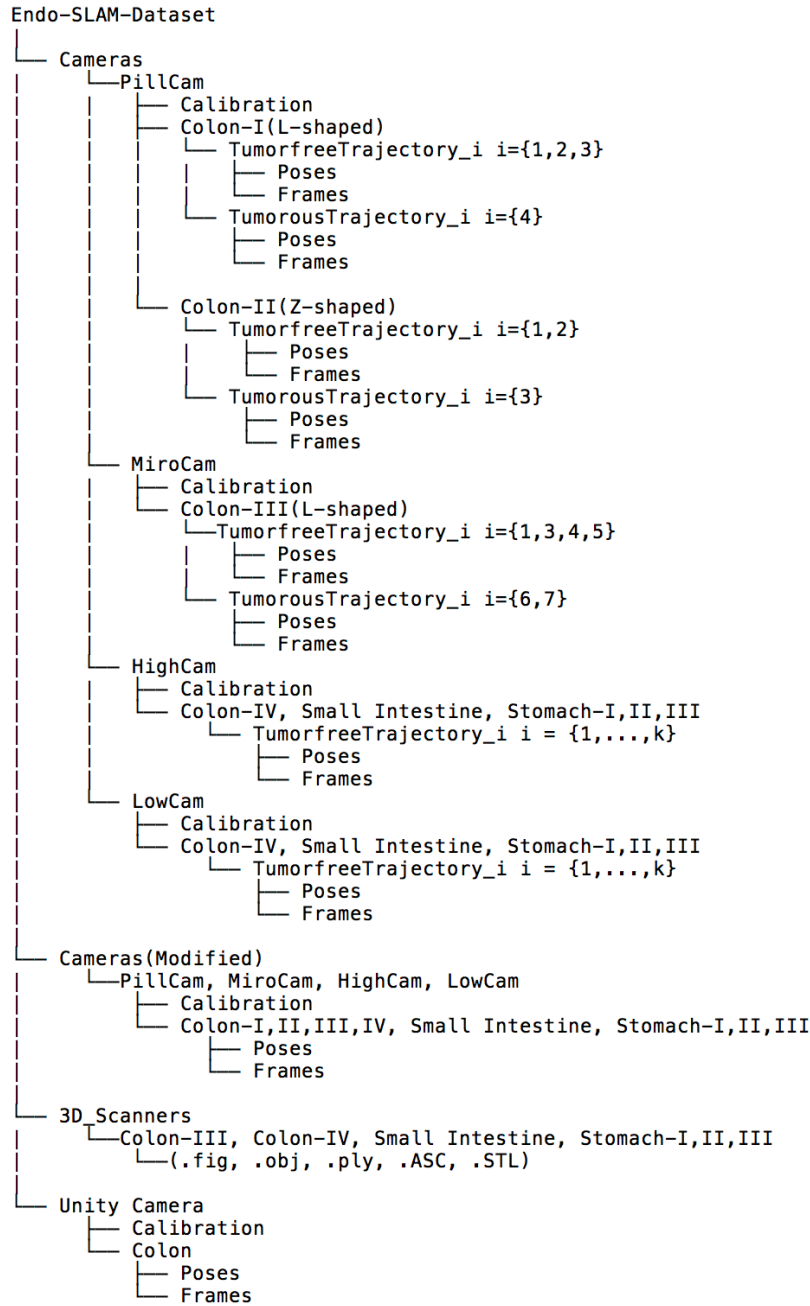 Endo-SLAM-Dataset
Cameras
PillCam
Calibration
Colon-I(L-shaped)
TumorfreeTrajectory_i i={1,2,3}
Poses
Frames
TumorousTrajectory_i i={4}
Poses
Frames
Colon-II(Z-shaped)
TumorfreeTrajectory_i i={1,2}
Poses
Frames
TumorousTrajectory_i i={3}
Poses
Frames
MiroCam
Calibration
Colon-III(L-shaped)
TumorfreeTrajectory_i i={1,3,4,5}
Poses
Frames
TumorousTrajectory_i i={6,7}
Poses
Frames
HighCam
Calibration
Colon-IV, Small Intestine, Stomach-I,II,III
TumorfreeTrajectory_i i = {1,...,k}
Poses
Frames
LowCam
Calibration
Colon-IV, Small Intestine, Stomach-I,II,III
TumorfreeTrajectory_i i = {1,...,k}
Poses
Frames
Cameras(Modified)
PillCam, MiroCam, HighCam, LowCam
Calibration
Colon-I,II,III,IV, Small Intestine, Stomach-I,II,III
Poses
Frames
3D_Scanners
Colon-III, Colon-IV, Small Intestine, Stomach-I,II,III
(.fig, .obj, .ply, .ASC, .STL)
Unity Camera
Calibration
Colon
Poses
Frames